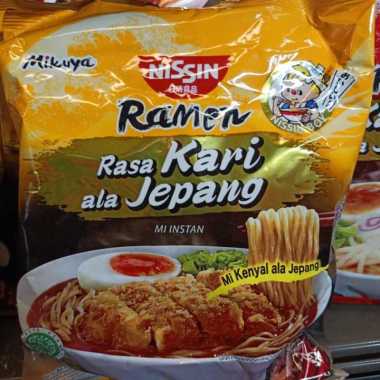 Mikuya
NISSIN
Ramen
NISSIN BOY
Rasa Kari
ala Jepang
MI INSTAN
Mi Kenyal ala Jepang